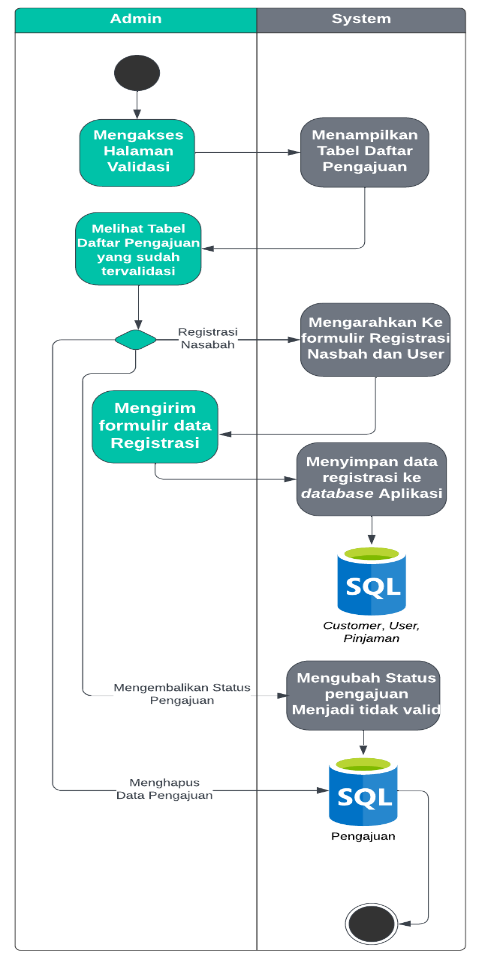 Admin
System
Mengakses
Halaman
Validasi
Menampilkan
Tabel Daftar
Pengajuan
Melihat Tabel
Daftar Pengajuan
yang sudah
tervalidasi
Registrasi
Nasabah
Mengarahkan Ke
formulir Registrasi
Nasbah dan User
Mengirim
formulir data
Registrasi
Menyimpan data
registrasi ke
database Aplikasi
SQL
Customer, User,
Pinjaman
Mengembalikan Status
Pengajuan
Mengubah Status
pengajuan
Menjadi tidak valid
Menghapus
Data Pengajuan
SQL
Pengajuan